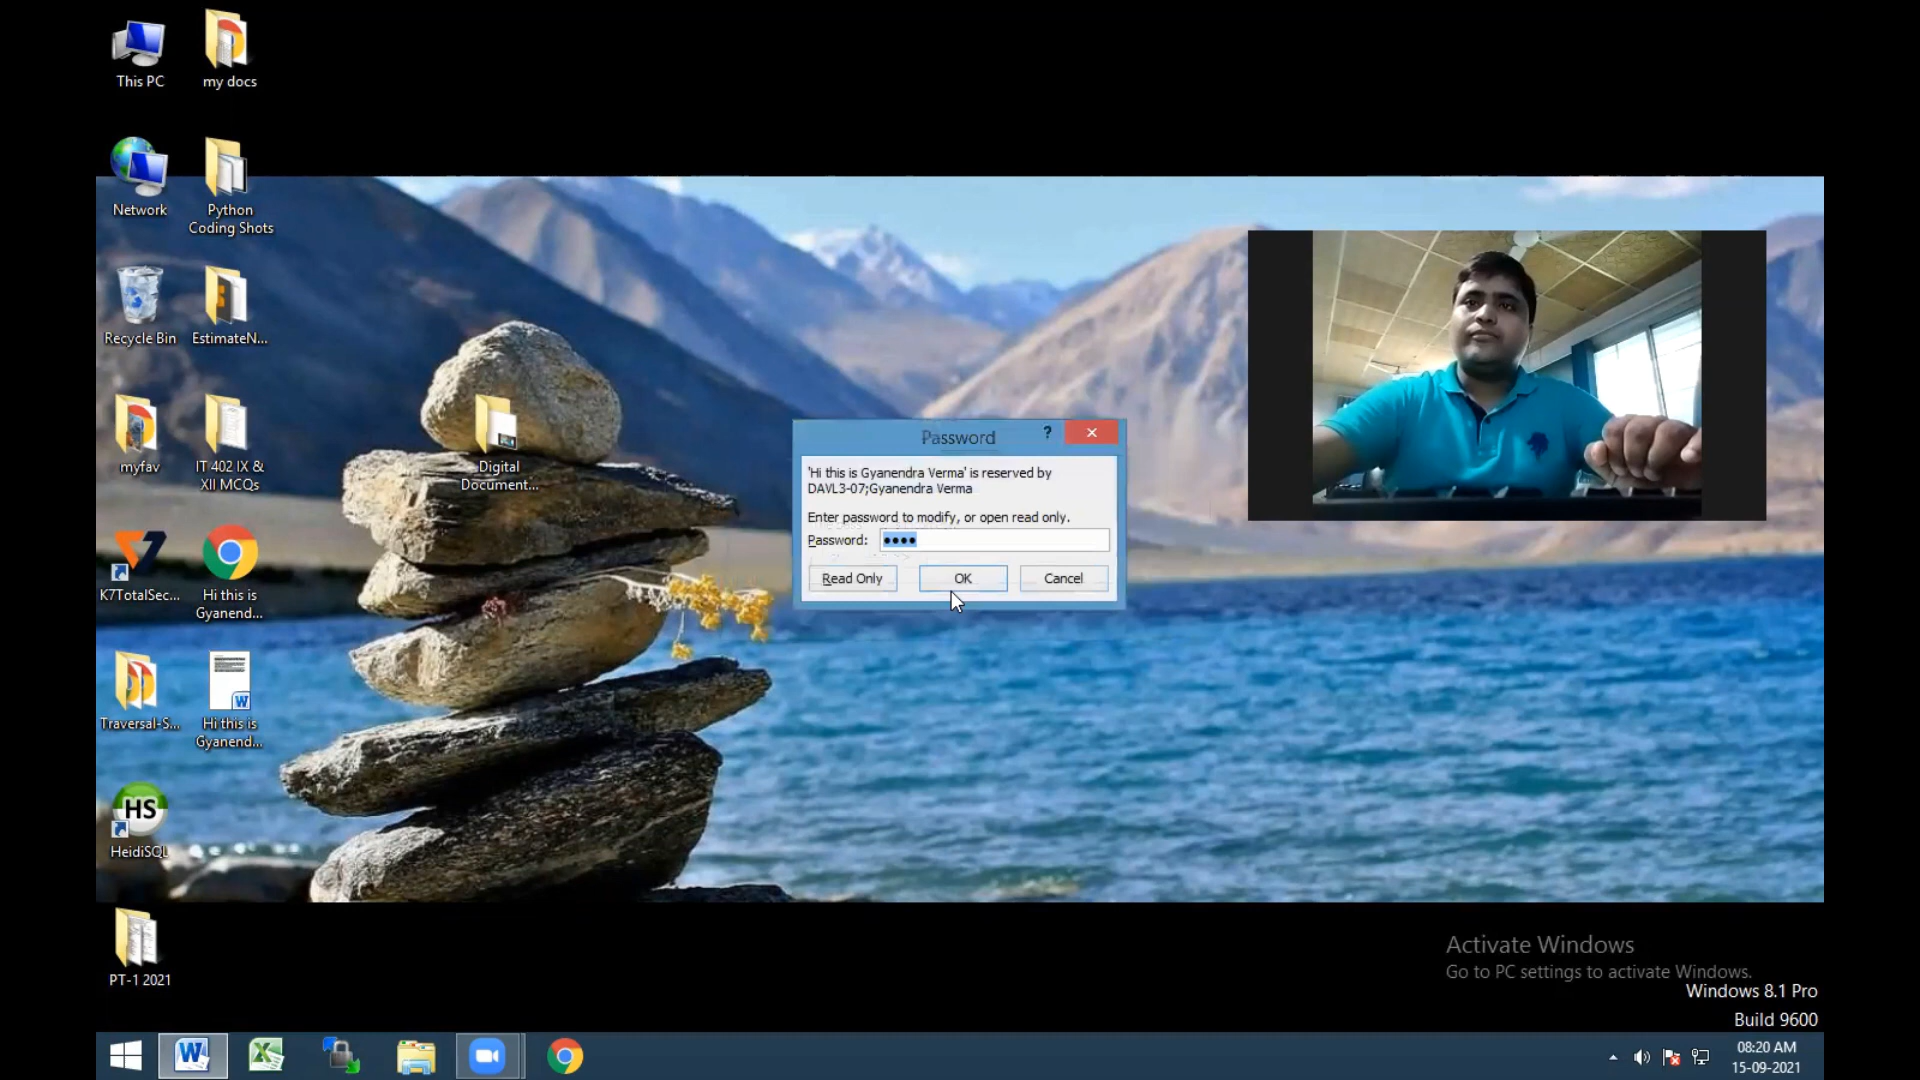 This PC
my docs
Network
Python
Coding Shots
Recycle Bin
EstimateN...
myfav
IT 402 IX &
XII MCQs
Digital
Document...
K7TotalSec...
Hi this is
Gyanend...
Traversal-S...
Hi this is
Gyanend...
HS
HeidiSQL
PT-1 2021
Password
?
'Hi this is Gyanendra Verma' is reserved by
DAVL3-07;Gyanendra Verma
Enter password to modify, or open read only.
Password:
Read Only
OK
Cancel
Activate Windows
Go to PC settings to activate Windows.
Windows 8.1 Pro
Build 9600
08:20 AM
15-09-2021